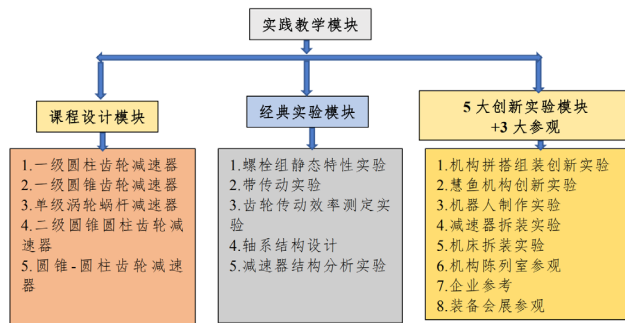 实践教学模块
课程设计模块
经典实验模块
5 大创新实验模块
+3 大参观
1.一级圆柱齿轮减速器
2.一级圆锥齿轮减速器
3.单级涡轮蜗杆减速器
4.二级圆锥圆柱齿轮减
速器
5.圆锥-圆柱齿轮减速
器
1.螺栓组静态特性实验
2.带传动实验
3.齿轮传动效率测定实
验
4.轴系结构设计
5.减速器结构分析实验
1.机构拼搭组装创新实验
2.慧鱼机构创新实验
3.机器人制作实验
4.减速器拆装实验
5.机床拆装实验
6.机构陈列室参观
7.企业参考
8.装备会展参观